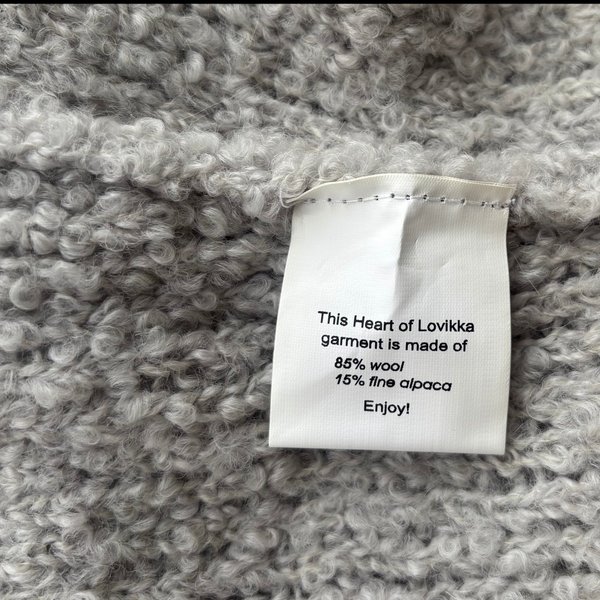 This Heart of Lovikka
garment is made of
85% wool
15% fine alpaca
Enjoy!